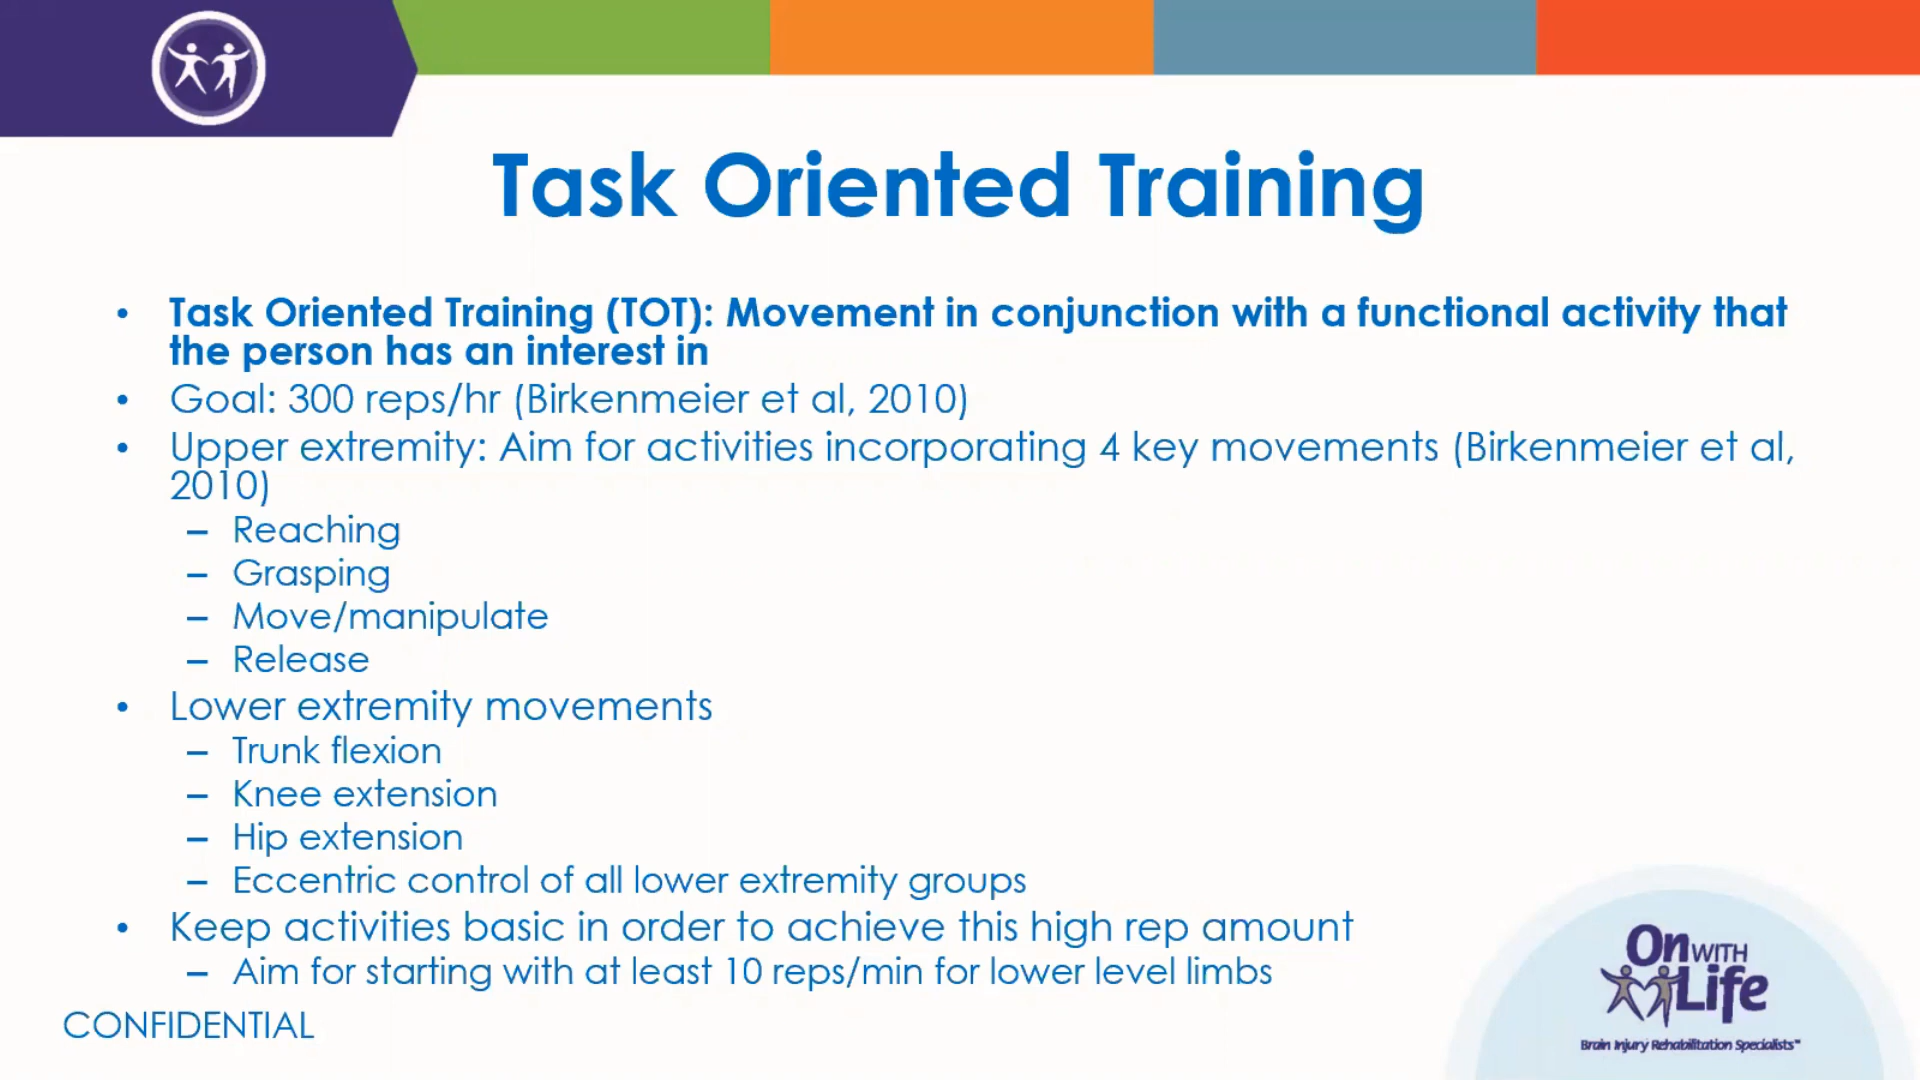 Task Oriented Training
• Task Oriented Training (TOT): Movement in conjunction with a functional activity that
the person has an interest in
• Goal: 300 reps/hr (Birkenmeier et al, 2010)
• Upper extremity: Aim for activities incorporating 4 key movements (Birkenmeier et al,
2010)
– Reaching
– Grasping
– Move/manipulate
– Release
• Lower extremity movements
– Trunk flexion
– Knee extension
– Hip extension
– Eccentric control of all lower extremity groups
• Keep activities basic in order to achieve this high rep amount
– Aim for starting with at least 10 reps/min for lower level limbs
CONFIDENTIAL
On WITH
Life
Brain Injury Rehabilitation Specialists™